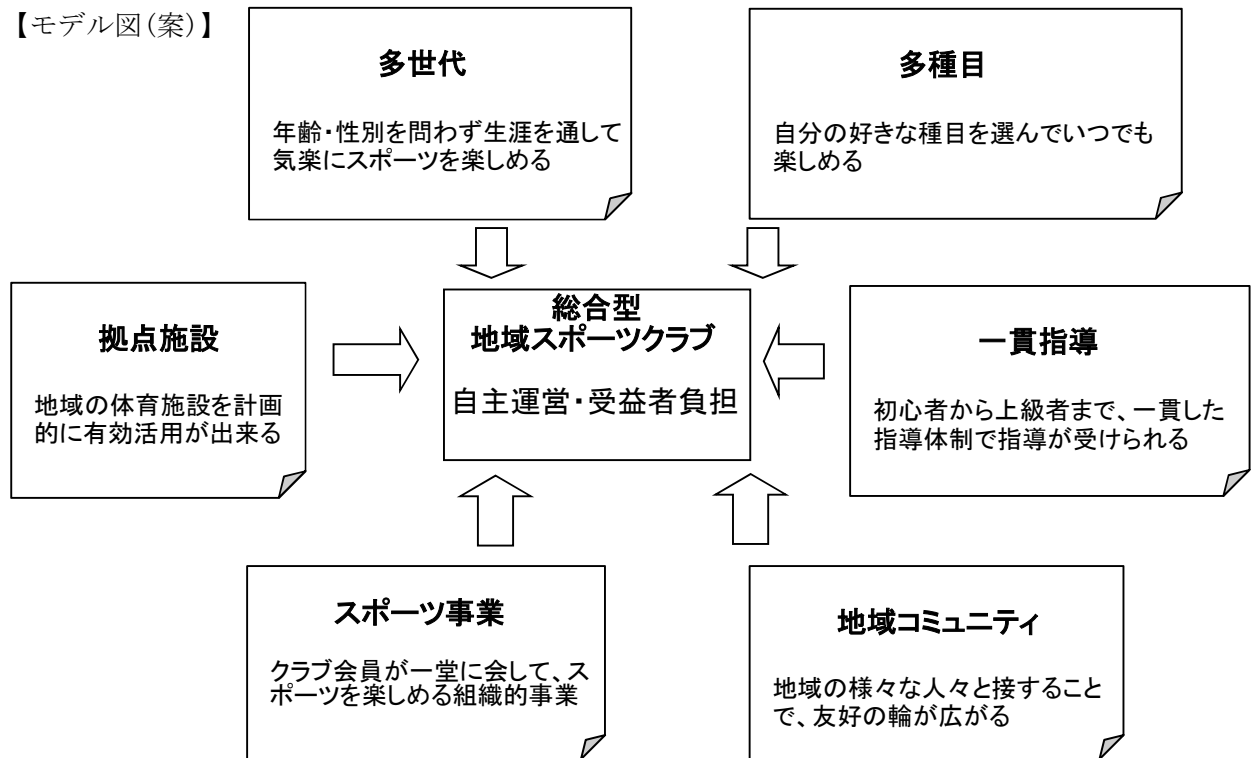 【モデル図(案)】
多世代
年齢・性別を問わず生涯を通して
気楽にスポーツを楽しめる
多種目
自分の好きな種目を選んでいつでも
楽しめる
拠点施設
地域の体育施設を計画
的に有効活用が出来る
総合型
地域スポーツクラブ
自主運営・受益者負担
一貫指導
初心者から上級者まで、一貫した
指導体制で指導が受けられる
スポーツ事業
クラブ会員が一堂に会して、ス
ポーツを楽しめる組織的事業
地域コミュニティ
地域の様々な人々と接すること
で、友好の輪が広がる